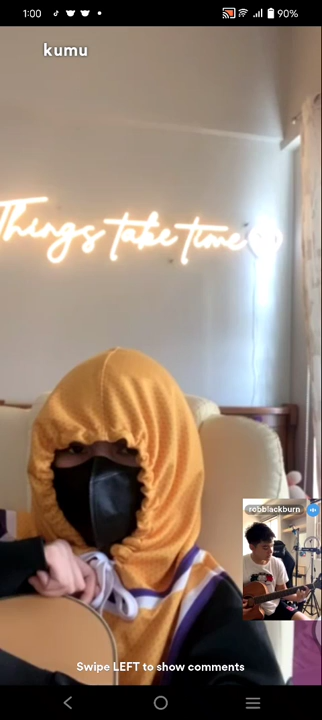 1:00
90%
kumu
Things take time
robblackburn
Swipe LEFT to show comments